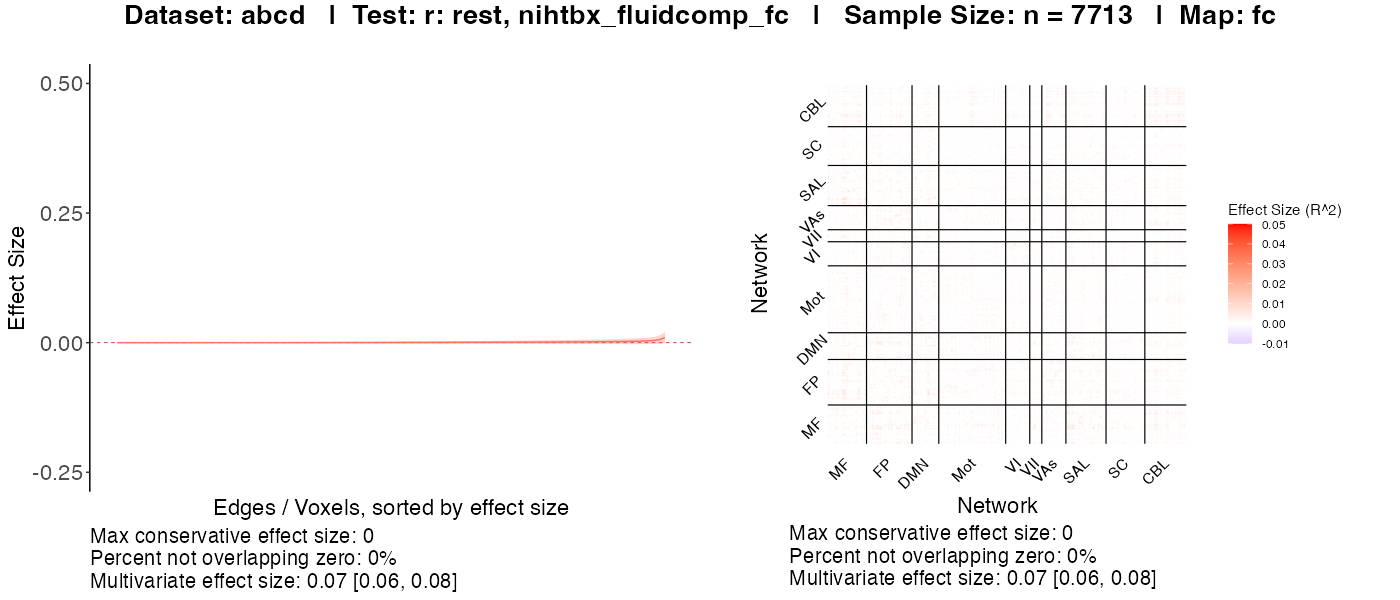 Dataset: abcd | Test: r: rest, nihtbx_fluidcomp_fc | Sample Size: n = 7713 | Map: fc
0.50
0.25
0.00
-0.25
Effect Size
Edges / Voxels, sorted by effect size
Max conservative effect size: 0
Percent not overlapping zero: 0%
Multivariate effect size: 0.07 [0.06, 0.08]
Network
CBL
SC
SAL
VAs
VII
VI
Mot
DMN
FP
MF
MF
FP
DMN
Mot
VI
VII
VAs
SAL
SC
CBL
Network
Max conservative effect size: 0
Percent not overlapping zero: 0%
Multivariate effect size: 0.07 [0.06, 0.08]
Effect Size (R^2)
0.05
0.04
0.03
0.02
0.01
0.00
-0.01